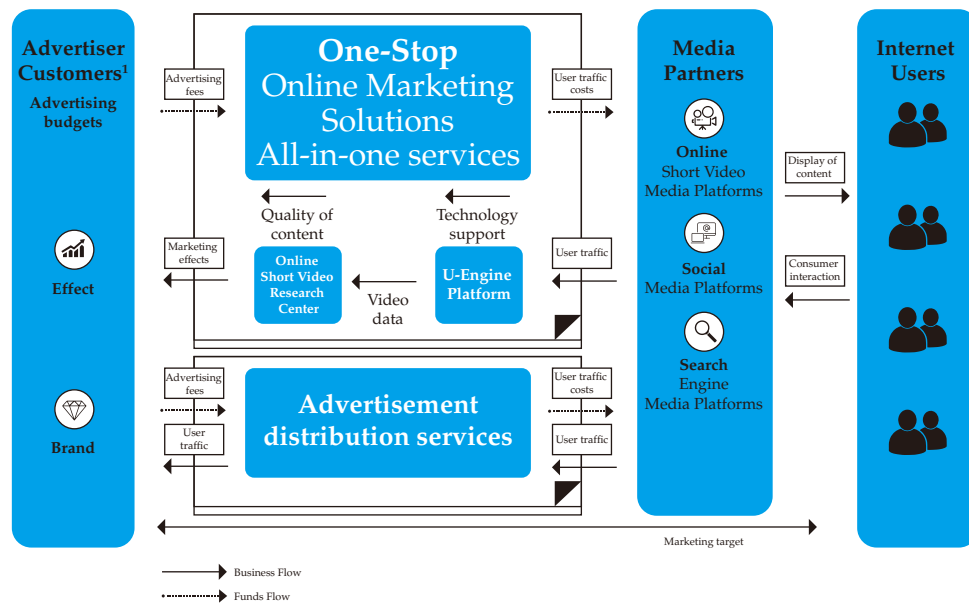 Advertiser
Customers¹
Advertising
budgets
Effect
Brand
Advertising
fees
One-Stop
Online Marketing
Solutions
All-in-one services
User traffic
costs
Quality of
content
Technology
support
Marketing
effects
Online
Short Video
Research
Center
Video
data
U-Engine
Platform
User traffic
Advertising
fees
User
traffic
Advertisement
distribution services
User traffic
costs
User traffic
Media
Partners
Online
Short Video
Media Platforms
Social
Media Platforms
Search
Engine
Media Platforms
Display of
content
Consumer
interaction
Internet
Users
Marketing target
Business Flow
Funds Flow